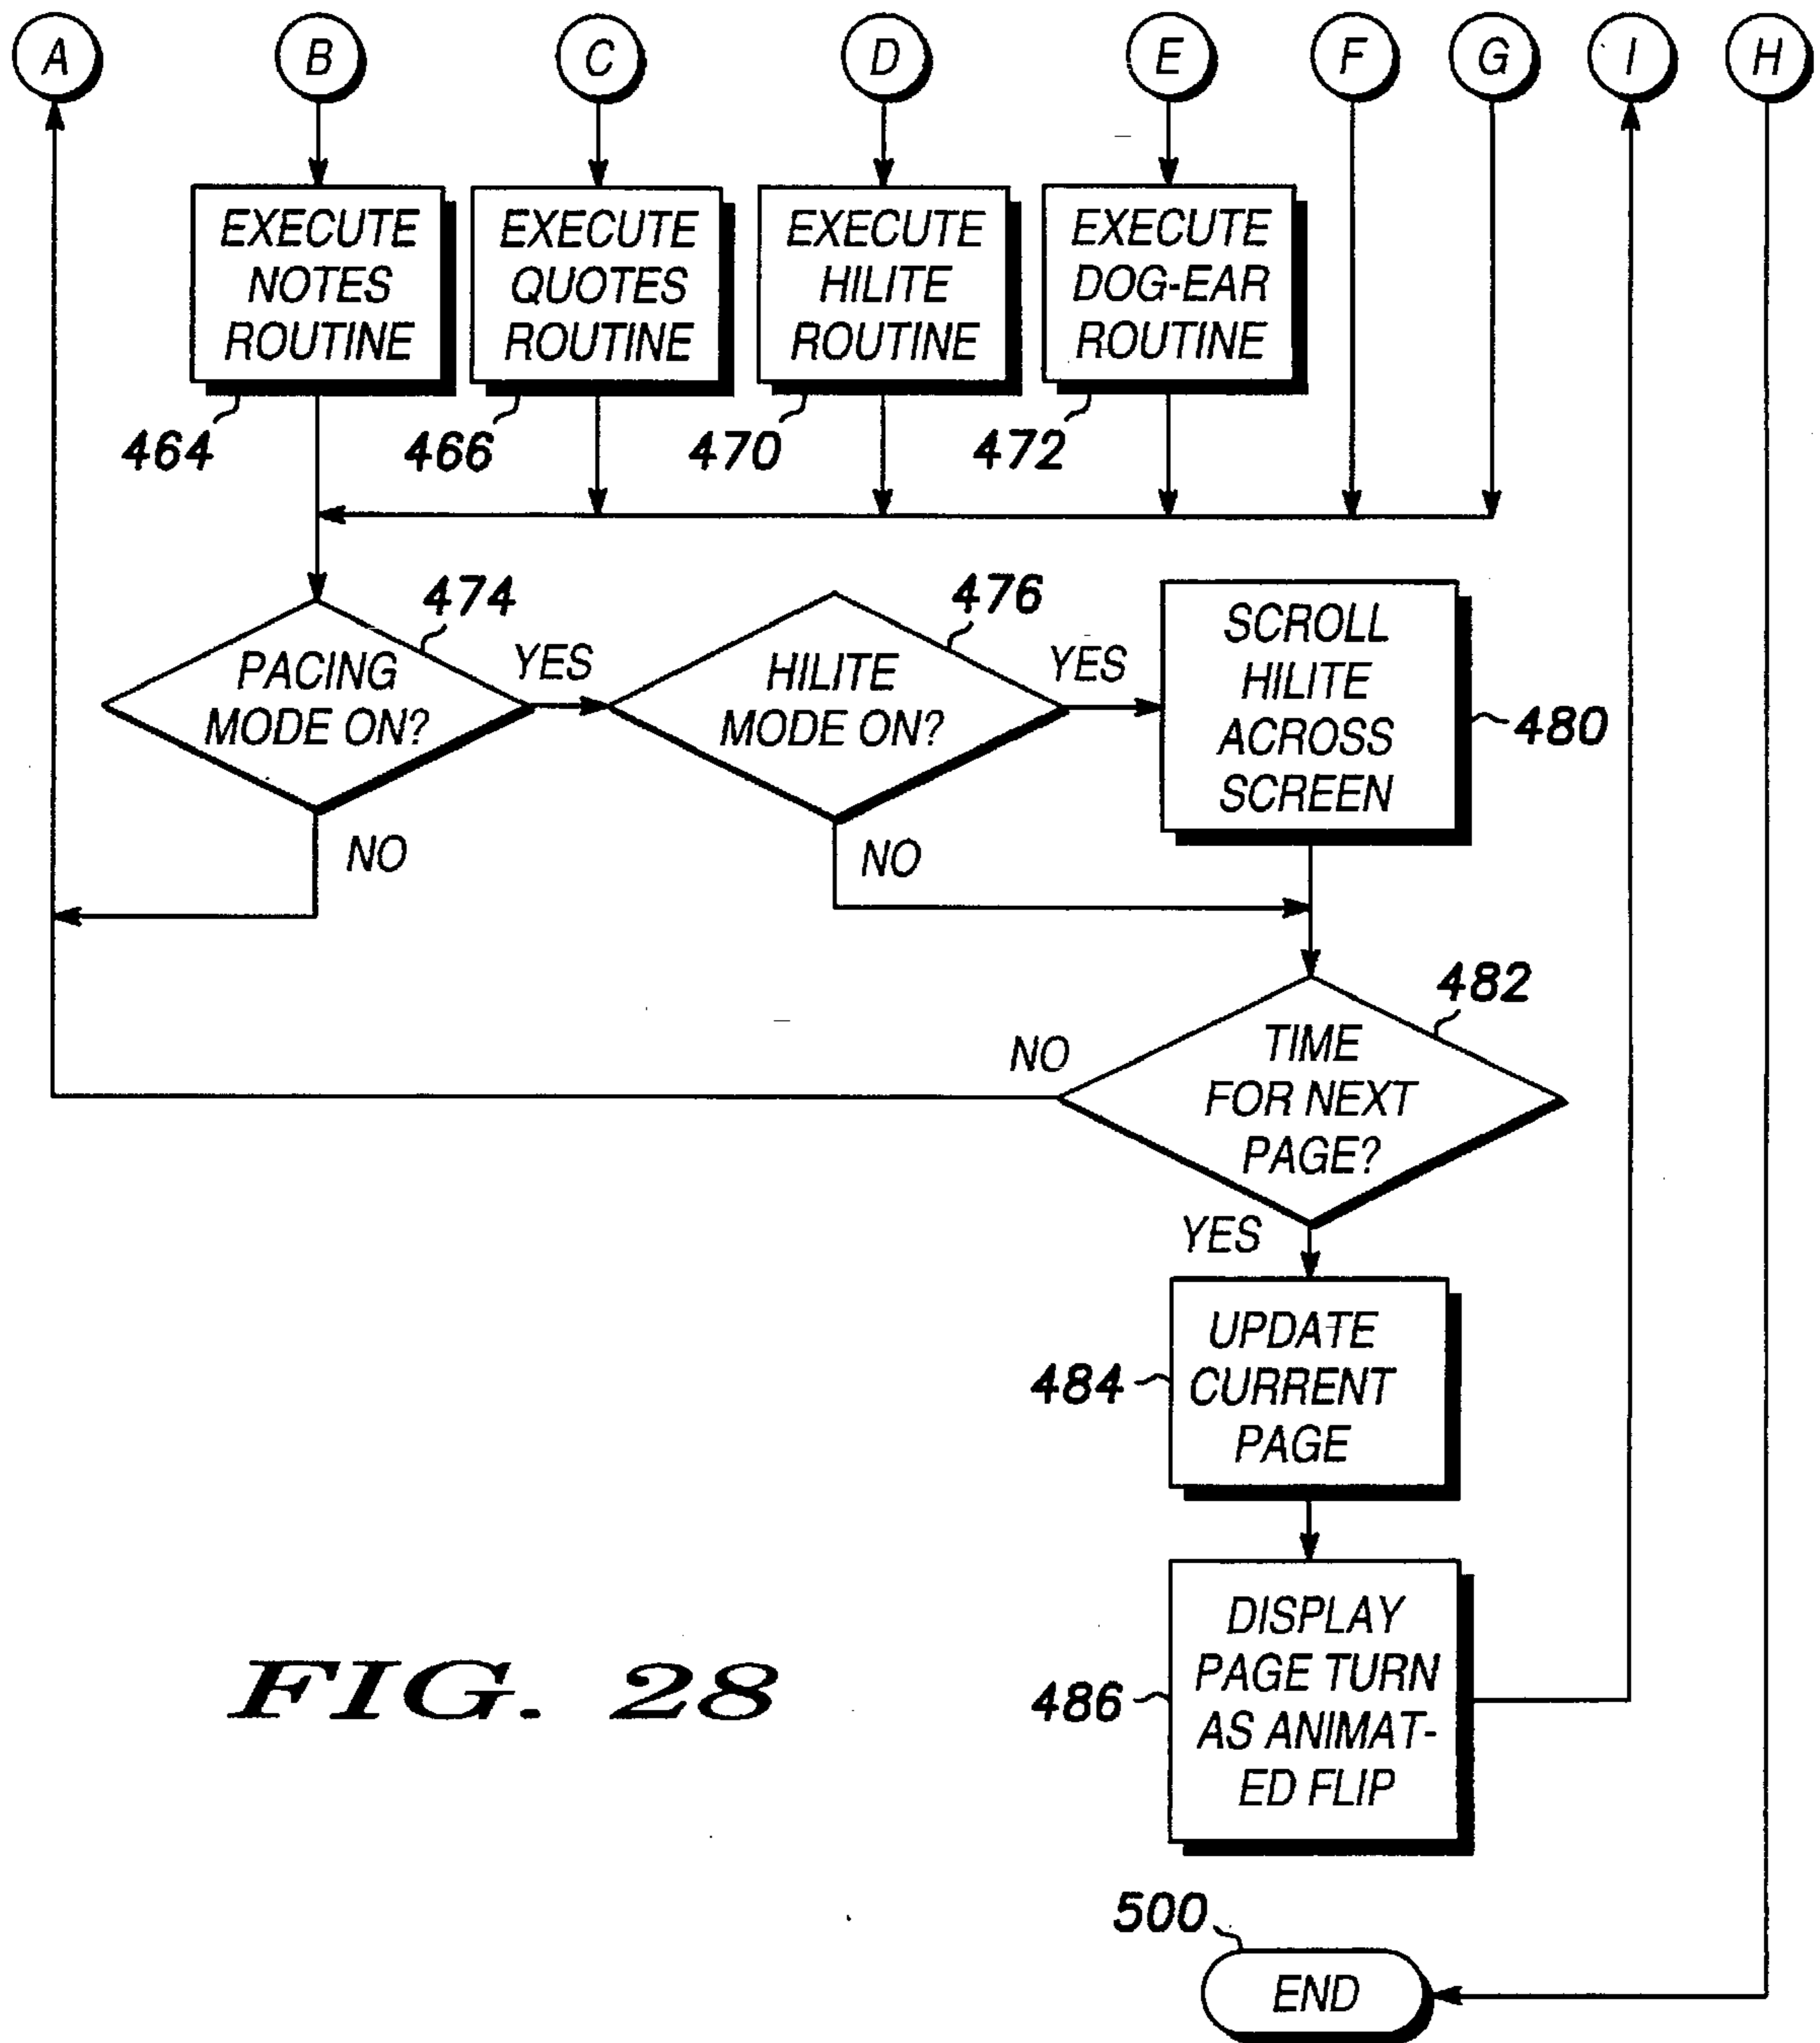 A
B
C
D
E
F
G
I
H
EXECUTE
NOTES
ROUTINE
464
EXECUTE
QUOTES
ROUTINE
466
EXECUTE
HILITE
ROUTINE
470
EXECUTE
DOG-EAR
ROUTINE
472
PACING
MODE ON?
474
YES
NO
HILITE
MODE ON?
476
YES
NO
SCROLL
HILITE
ACROSS
SCREEN
480
TIME
FOR NEXT
PAGE?
482
NO
YES
UPDATE
CURRENT
PAGE
484
DISPLAY
PAGE TURN
AS ANIMAT-
ED FLIP
486
FIG. 28
500
END